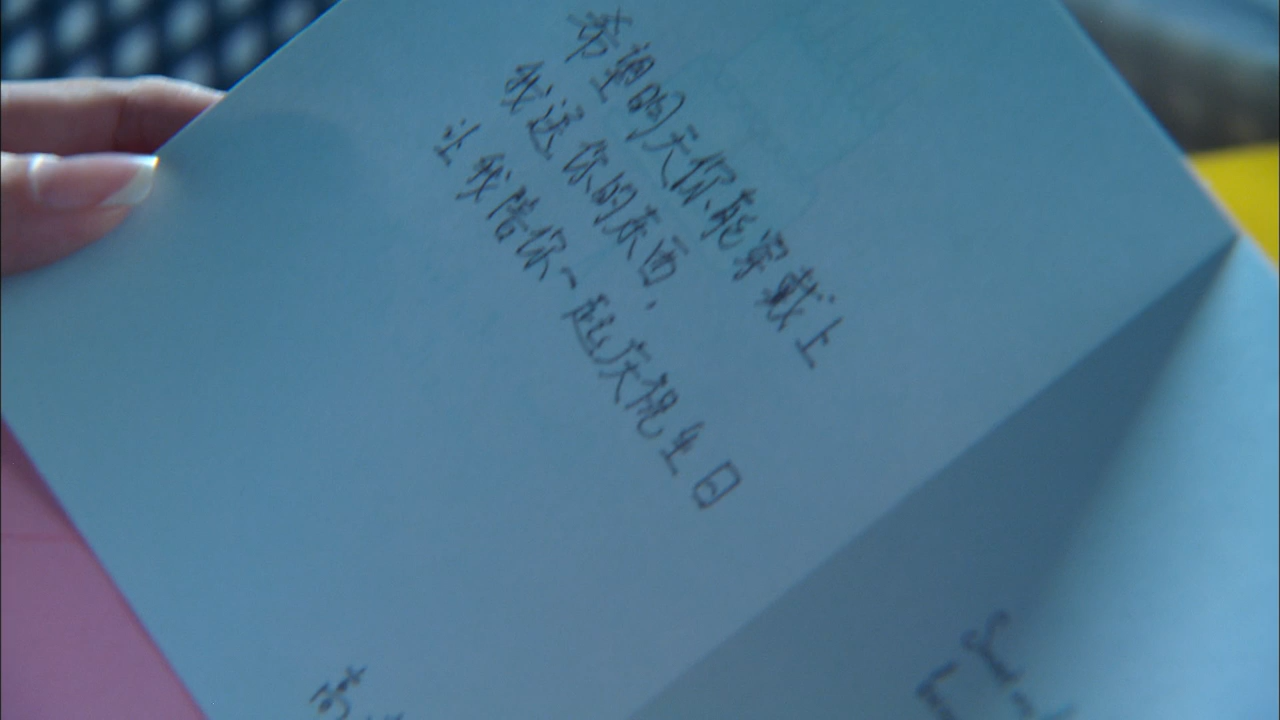 希望的天你能穿戴上
我送你的东西，
让我陪你一起庆祝生日